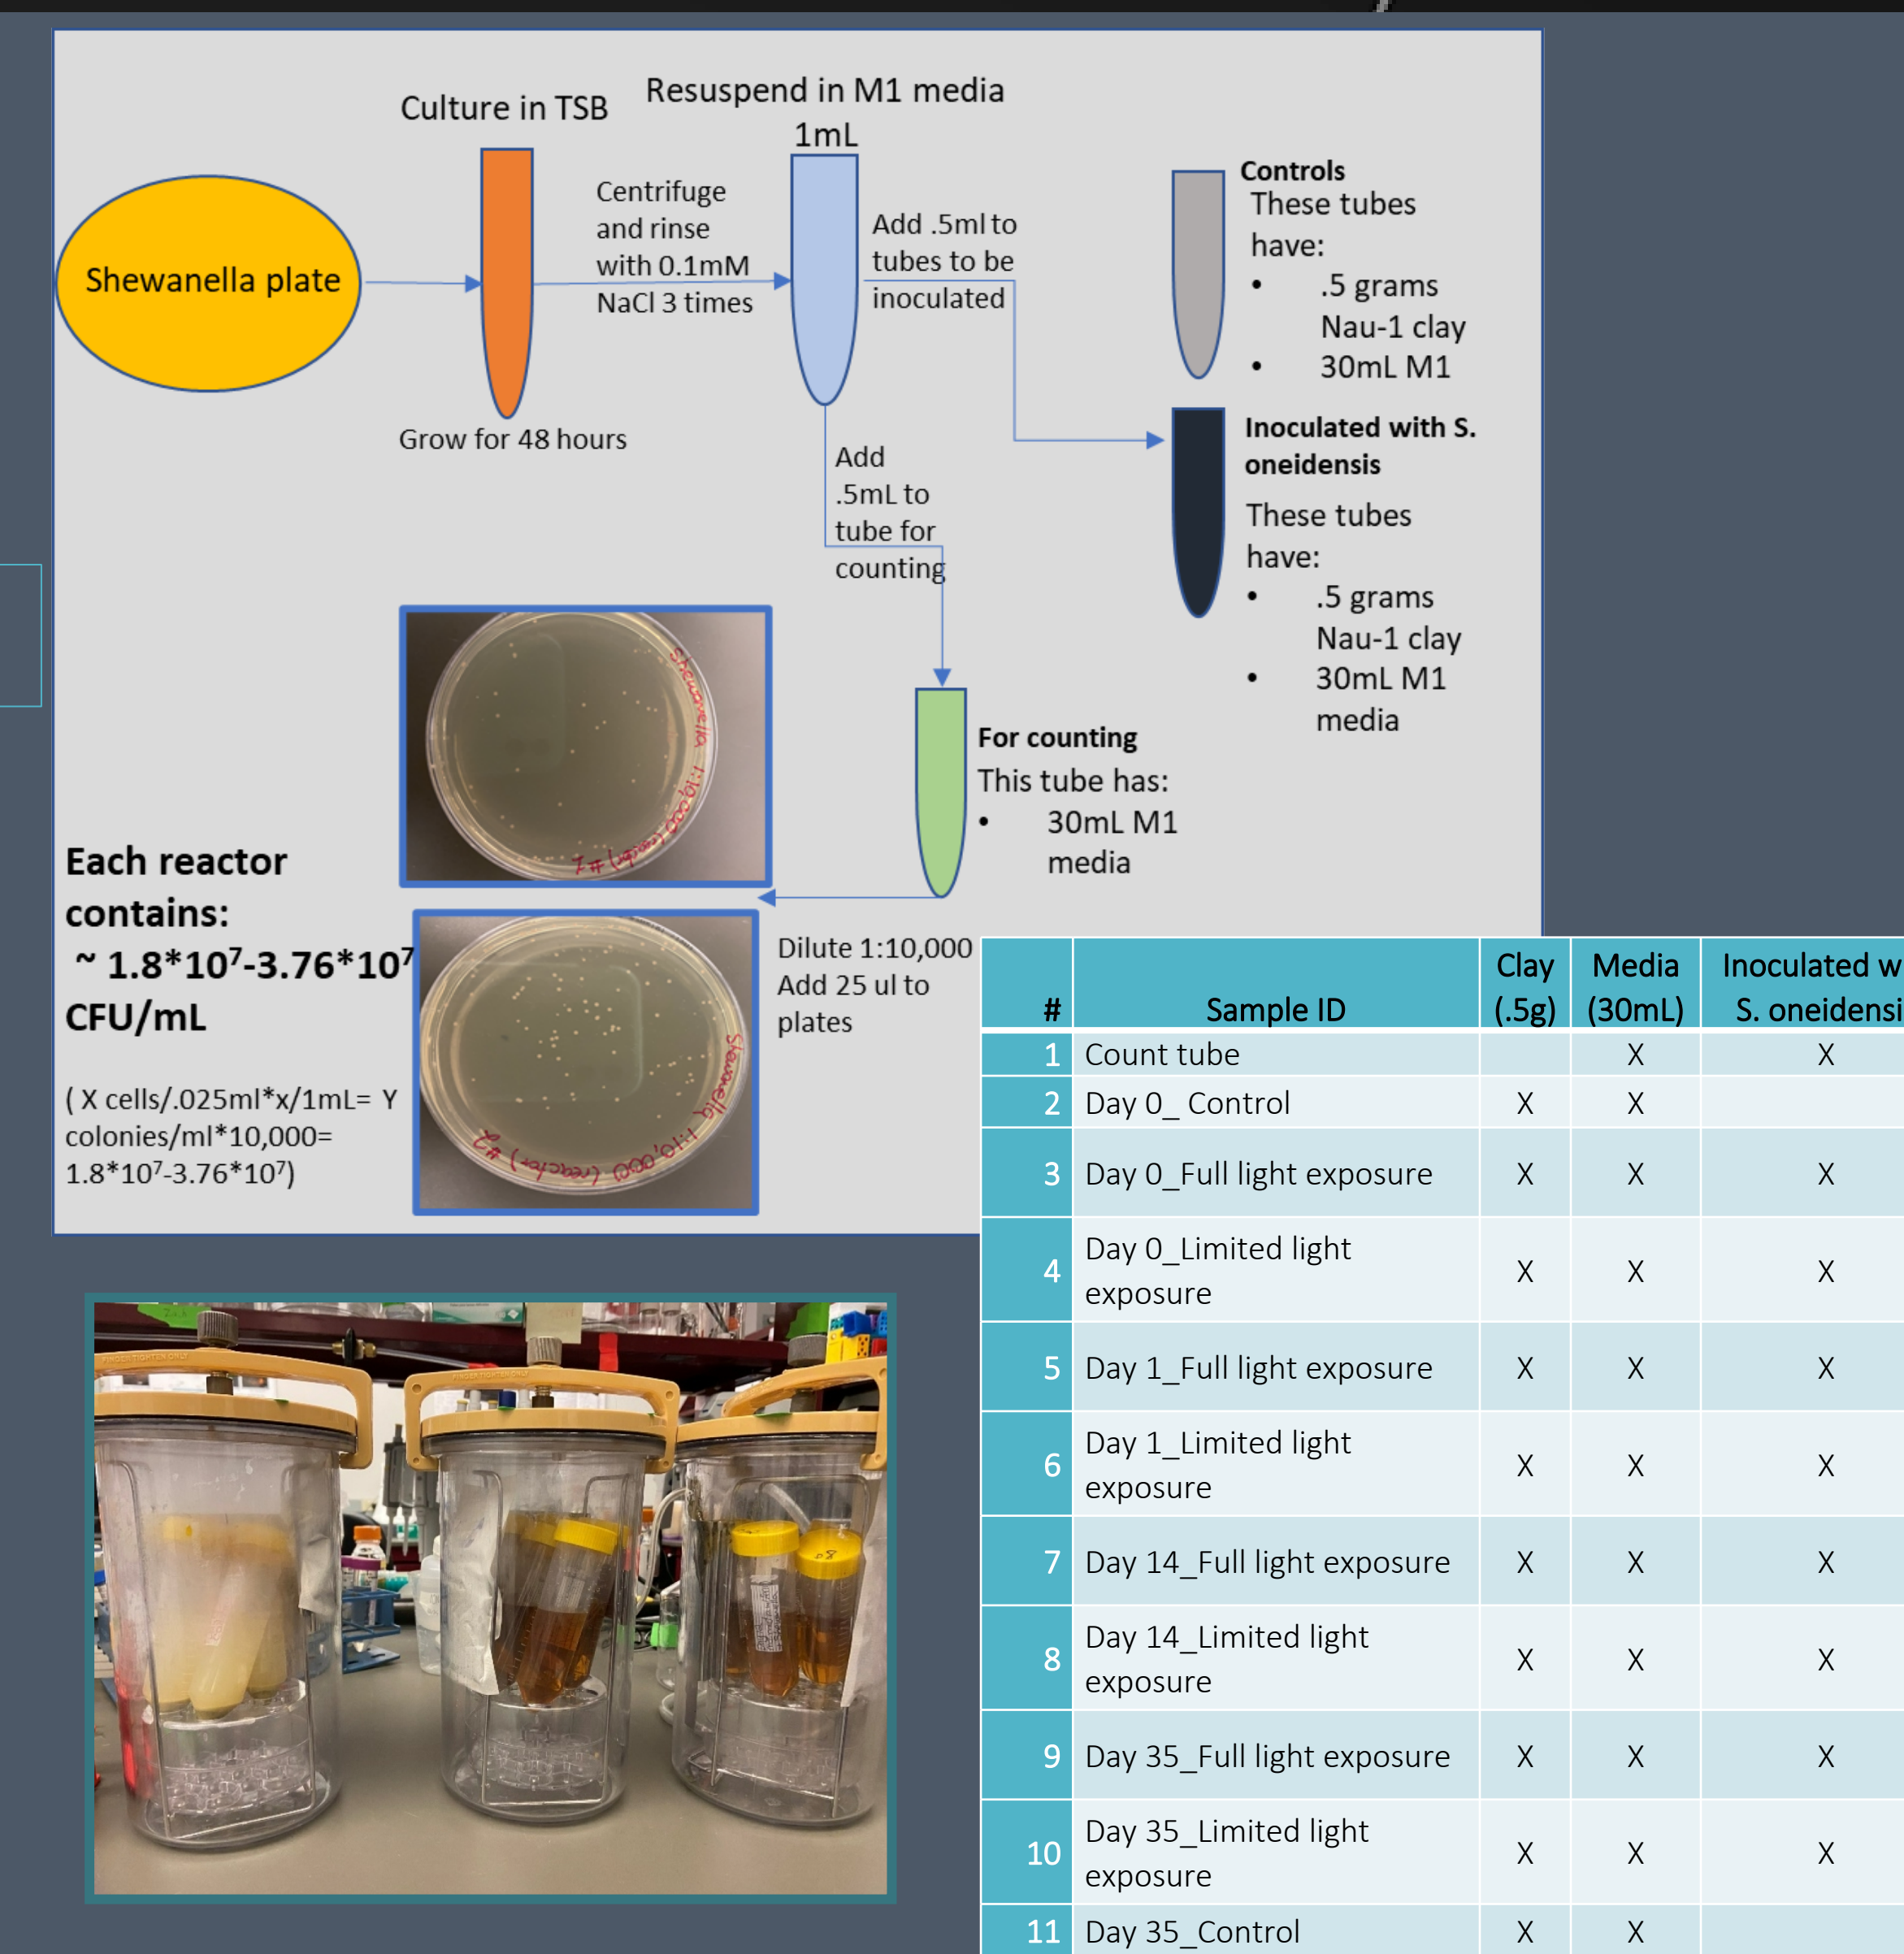 Culture in TSB
Resuspend in M1 media
1mL
Shewanella plate
Centrifuge
and rinse
with 0.1mM
NaCl 3 times
Grow for 48 hours
Add .5ml to
tubes to be
inoculated
Add
.5mL to
tube for
counting
Controls
These tubes
have:
• .5 grams
Nau-1 clay
• 30mL M1
Inoculated with S.
oneidensis
These tubes
have:
• .5 grams
Nau-1 clay
• 30mL M1
media
For counting
This tube has:
• 30mL M1
media
Shewanella 1:10,000 (reactor) #1
Shewanella 1:10,000 (reactor) #2
Dilute 1:10,000
Add 25 ul to
plates
Each reactor
contains:
~ 1.8*10⁷-3.76*10⁷
CFU/mL
( X cells/.025ml*x/1mL= Y
colonies/ml*10,000=
1.8*10⁷-3.76*10⁷)
# Sample ID Clay (.5g) Media (30mL) Inoculated w S. oneidensi
1 Count tube X X
2 Day 0_ Control X X
3 Day 0_Full light exposure X X X
4 Day 0_Limited light exposure X X X
5 Day 1_Full light exposure X X X
6 Day 1_Limited light exposure X X X
7 Day 14_Full light exposure X X X
8 Day 14_Limited light exposure X X X
9 Day 35_Full light exposure X X X
10 Day 35_Limited light exposure X X X
11 Day 35_Control X X